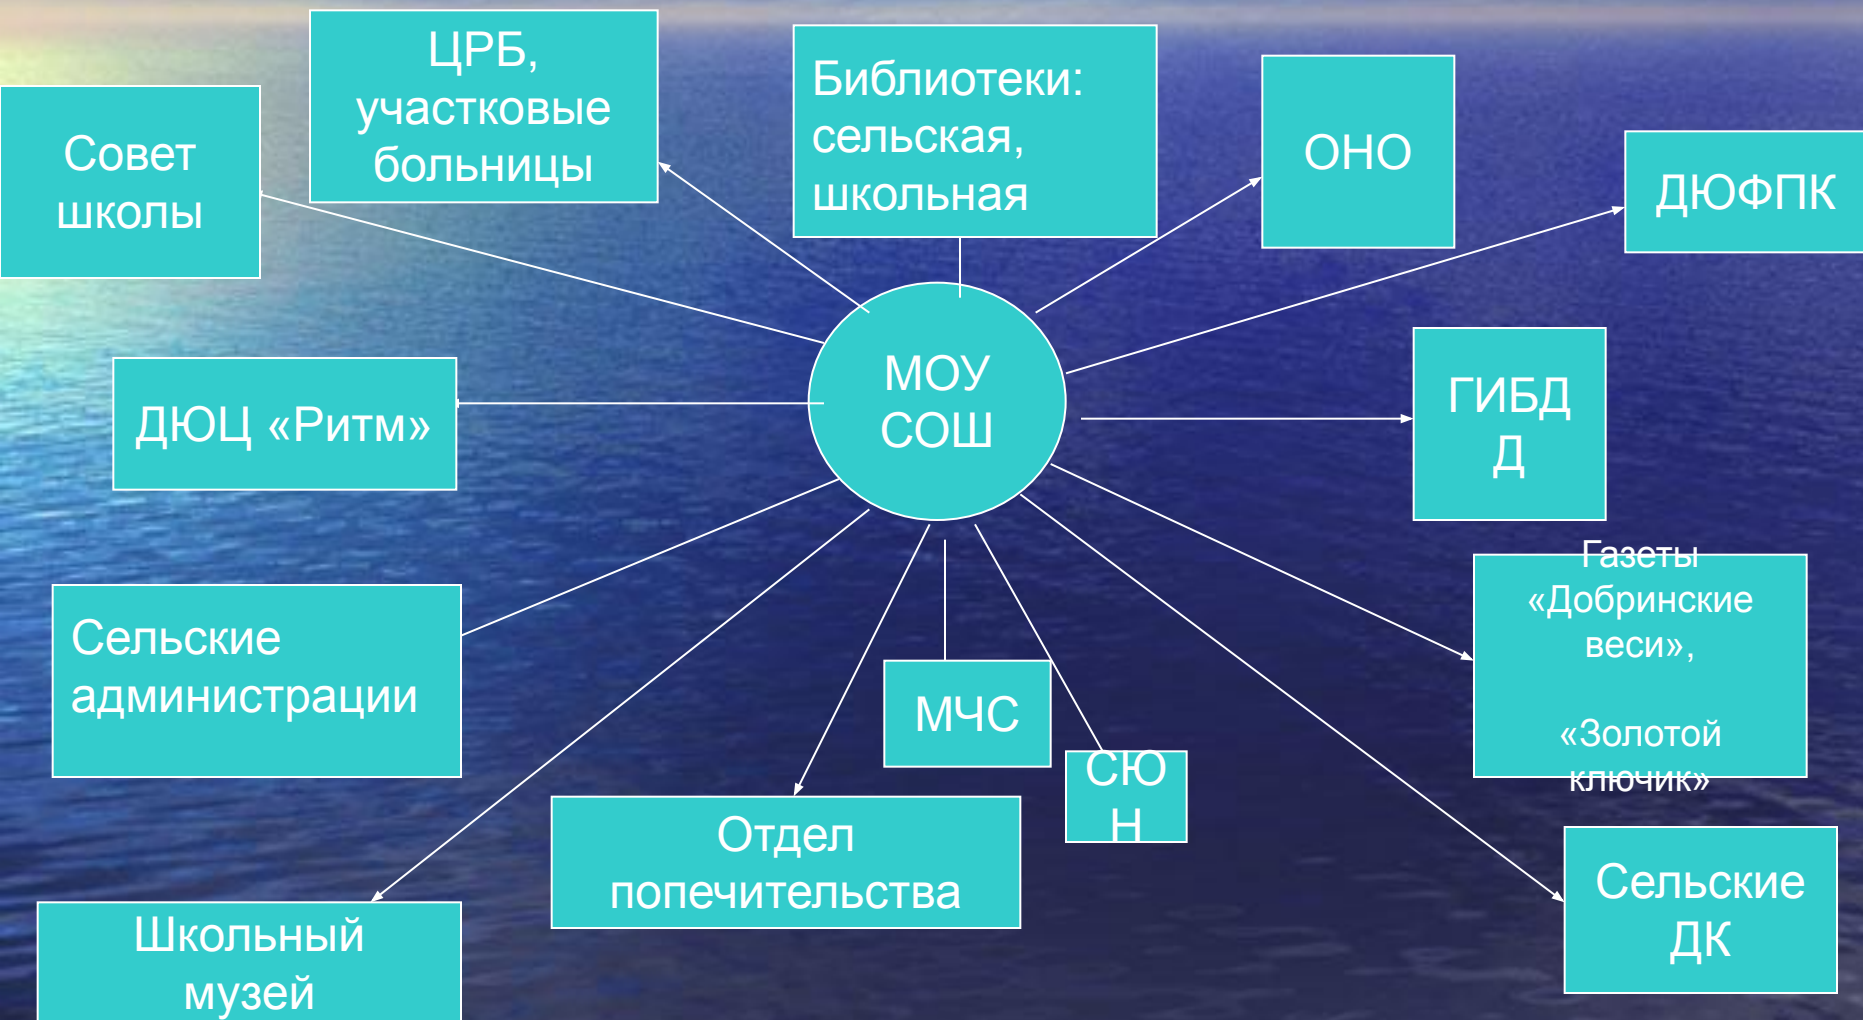 ЦРБ,
участковые
больницы
Библиотеки:
сельская,
школьная
ОНО
Совет
школы
ДЮФПК
МОУ
СОШ
ГИБД
Д
ДЮЦ «Ритм»
Газеты
«Добринские
веси»,
«Золотой
ключик»
Сельские
администрации
МЧС
СЮ
Н
Отдел
попечительства
Сельские
ДК
Школьный
музей